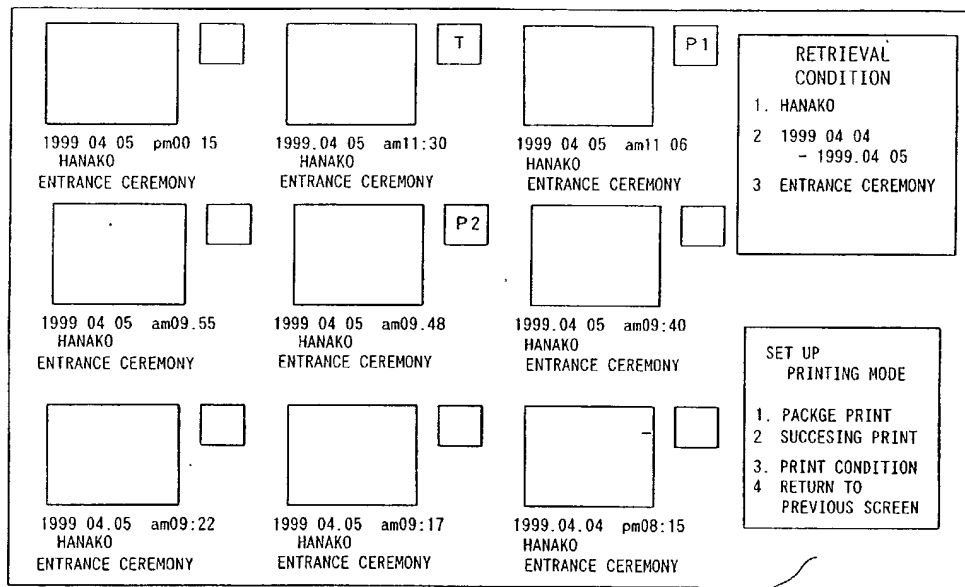 T
P1
1999 04 05 pm00 15
HANAKO
ENTRANCE CEREMONY
1999.04 05 am11:30
HANAKO
ENTRANCE CEREMONY
1999 04 05 am11 06
HANAKO
ENTRANCE CEREMONY
P2
1999 04 05 am09.55
HANAKO
ENTRANCE CEREMONY
1999 04 05 am09.48
HANAKO
ENTRANCE CEREMONY
1999.04 05 am09:40
HANAKO
ENTRANCE CEREMONY
1999 04.05 am09:22
HANAKO
ENTRANCE CEREMONY
1999 04.05 am09:17
HANAKO
ENTRANCE CEREMONY
1999.04.04 pm08:15
HANAKO
ENTRANCE CEREMONY
RETRIEVAL
CONDITION
1. HANAKO
2 1999 04 04
- 1999.04 05
3 ENTRANCE CEREMONY
SET UP
PRINTING MODE
1. PACKGE PRINT
2 SUCCESING PRINT
3. PRINT CONDITION
4 RETURN TO
PREVIOUS SCREEN